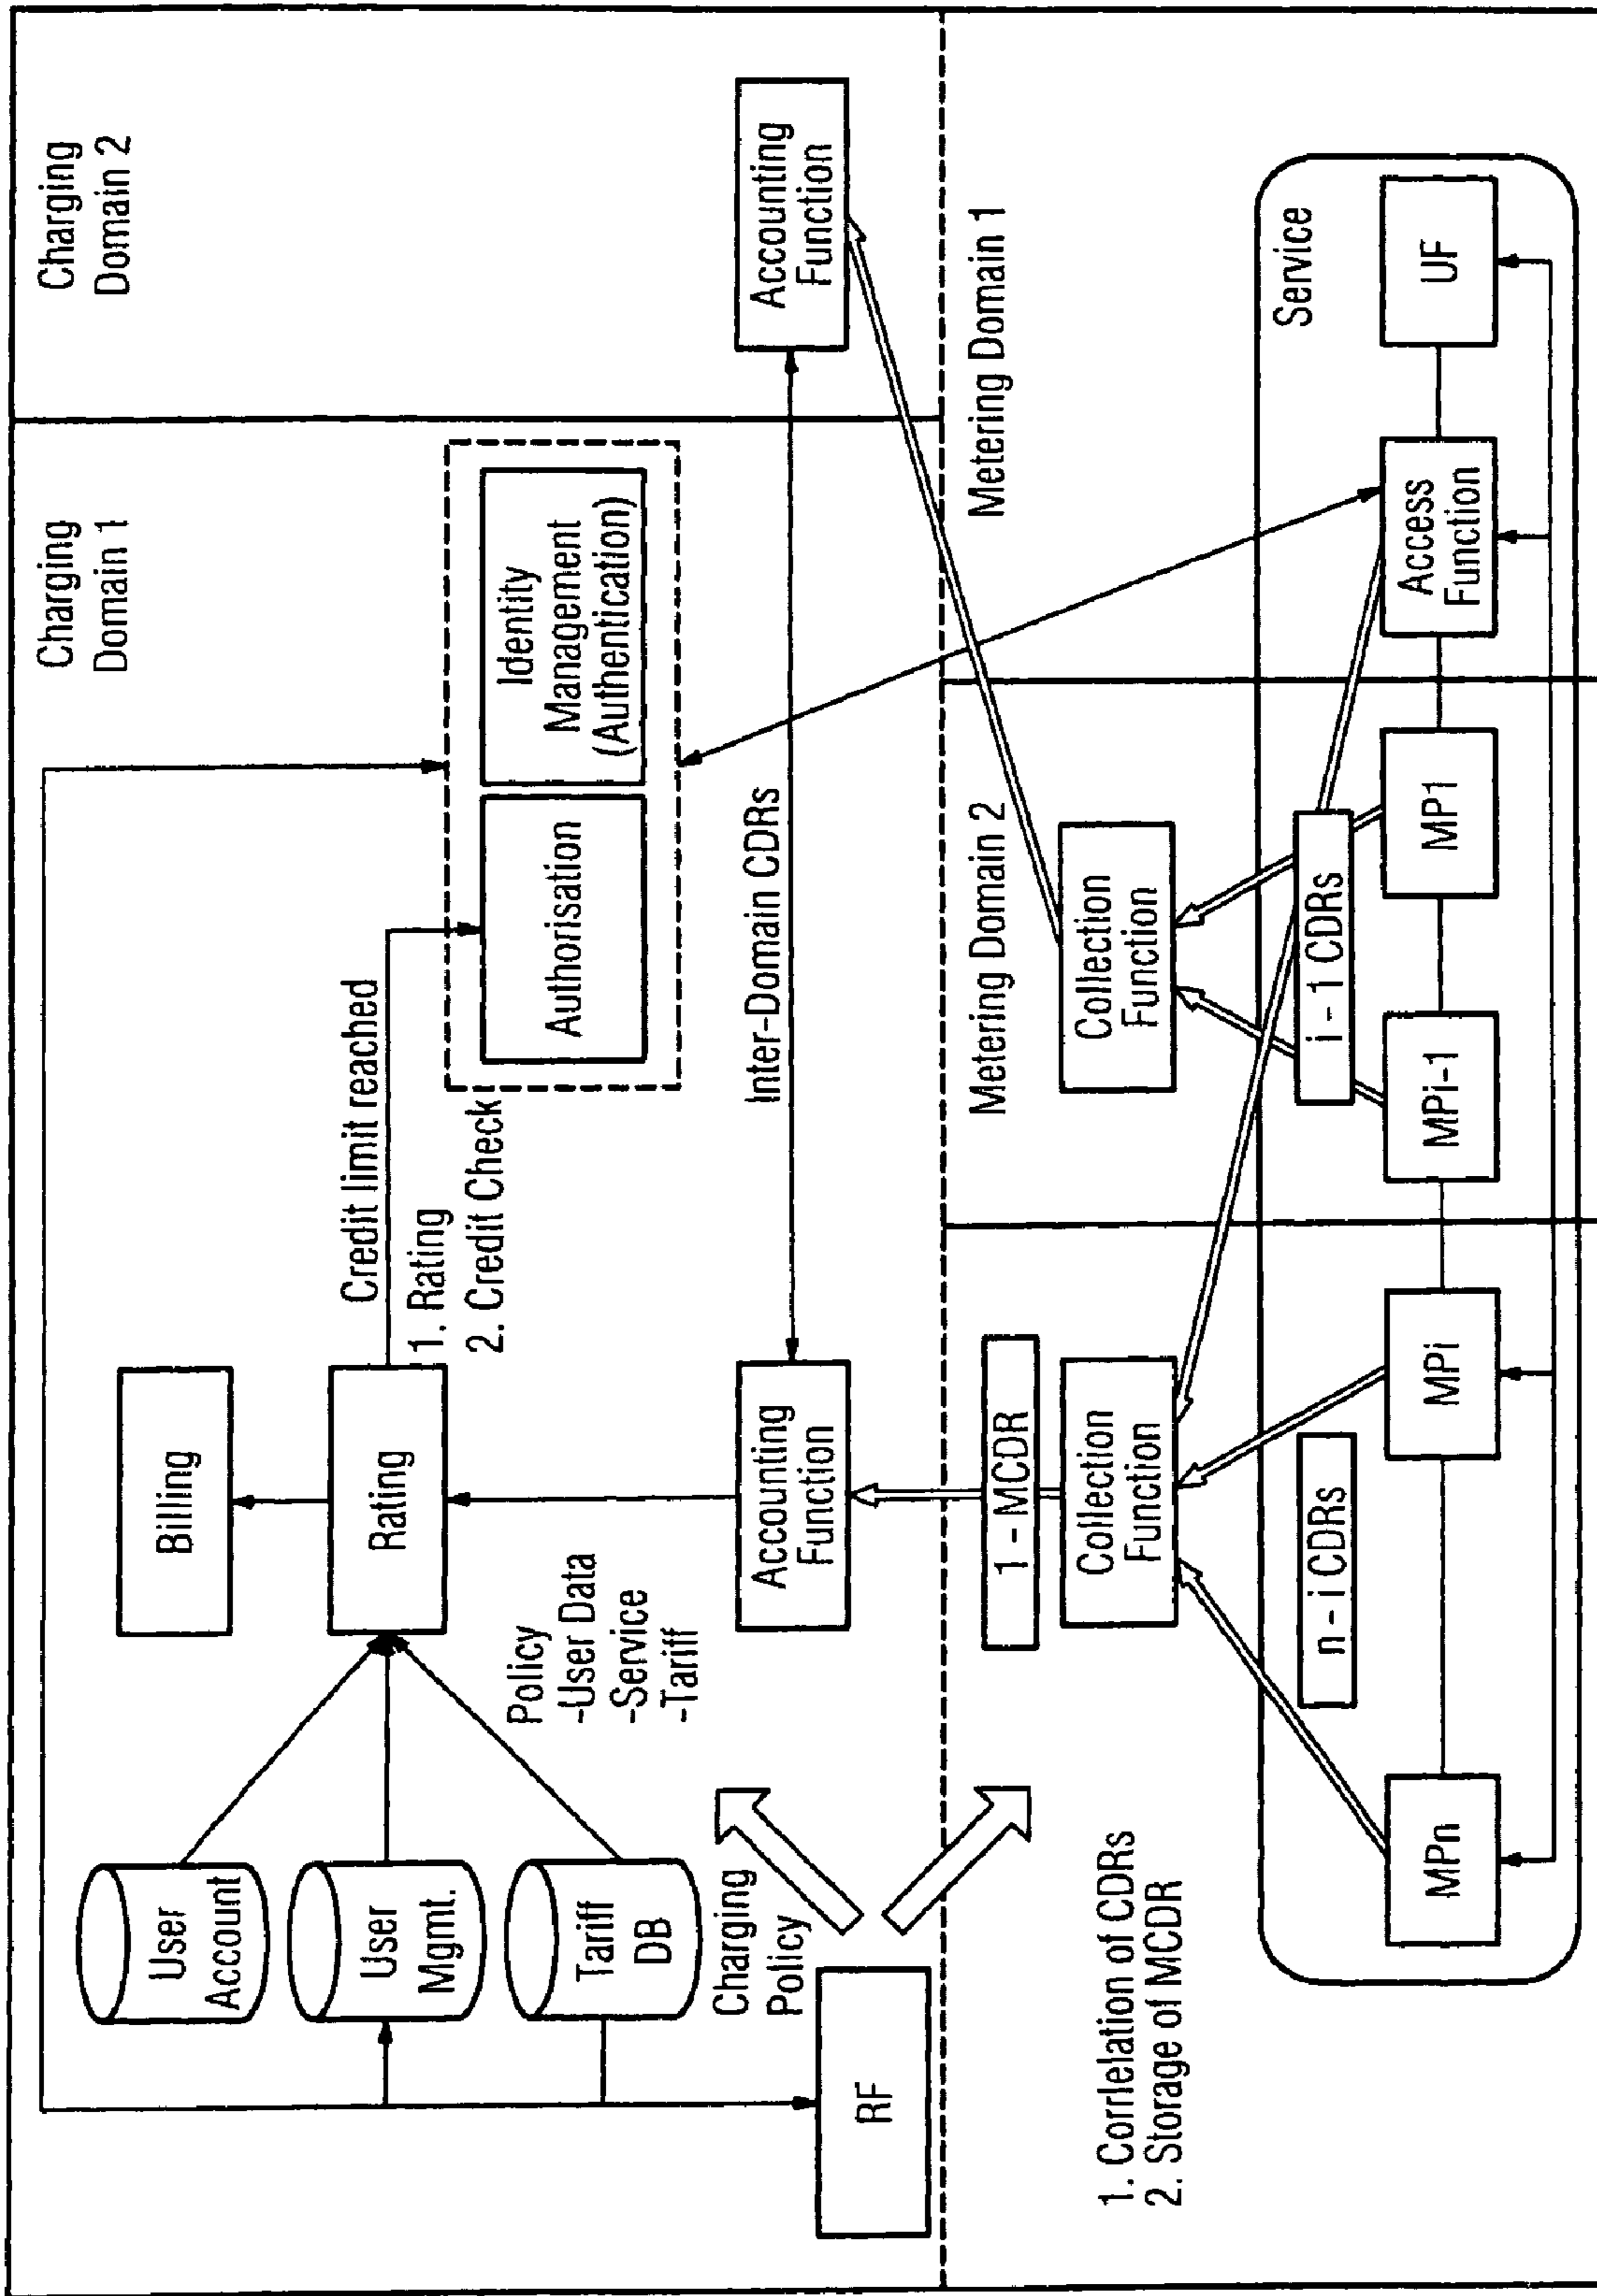 Charging
Domain 1
Charging
Domain 2
User
Account
User
Mgmt.
Tariff
DB
Billing
Rating
Credit limit reached
1. Rating
2. Credit Check
Authorisation
Identity
Management
(Authentication)
Policy
-User Data
-Service
-Tariff
Charging
Policy
RF
Accounting
Function
Inter-Domain CDRs
Accounting
Function
1 - MCDR
Metering Domain 2
Metering Domain 1
1. Corrlelation of CDRs
2. Storage of MCDR
Collection
Function
Collection
Function
Service
n - i CDRs
i - 1 CDRs
MPn
MPi
MPi-1
MP1
Access
Function
UF